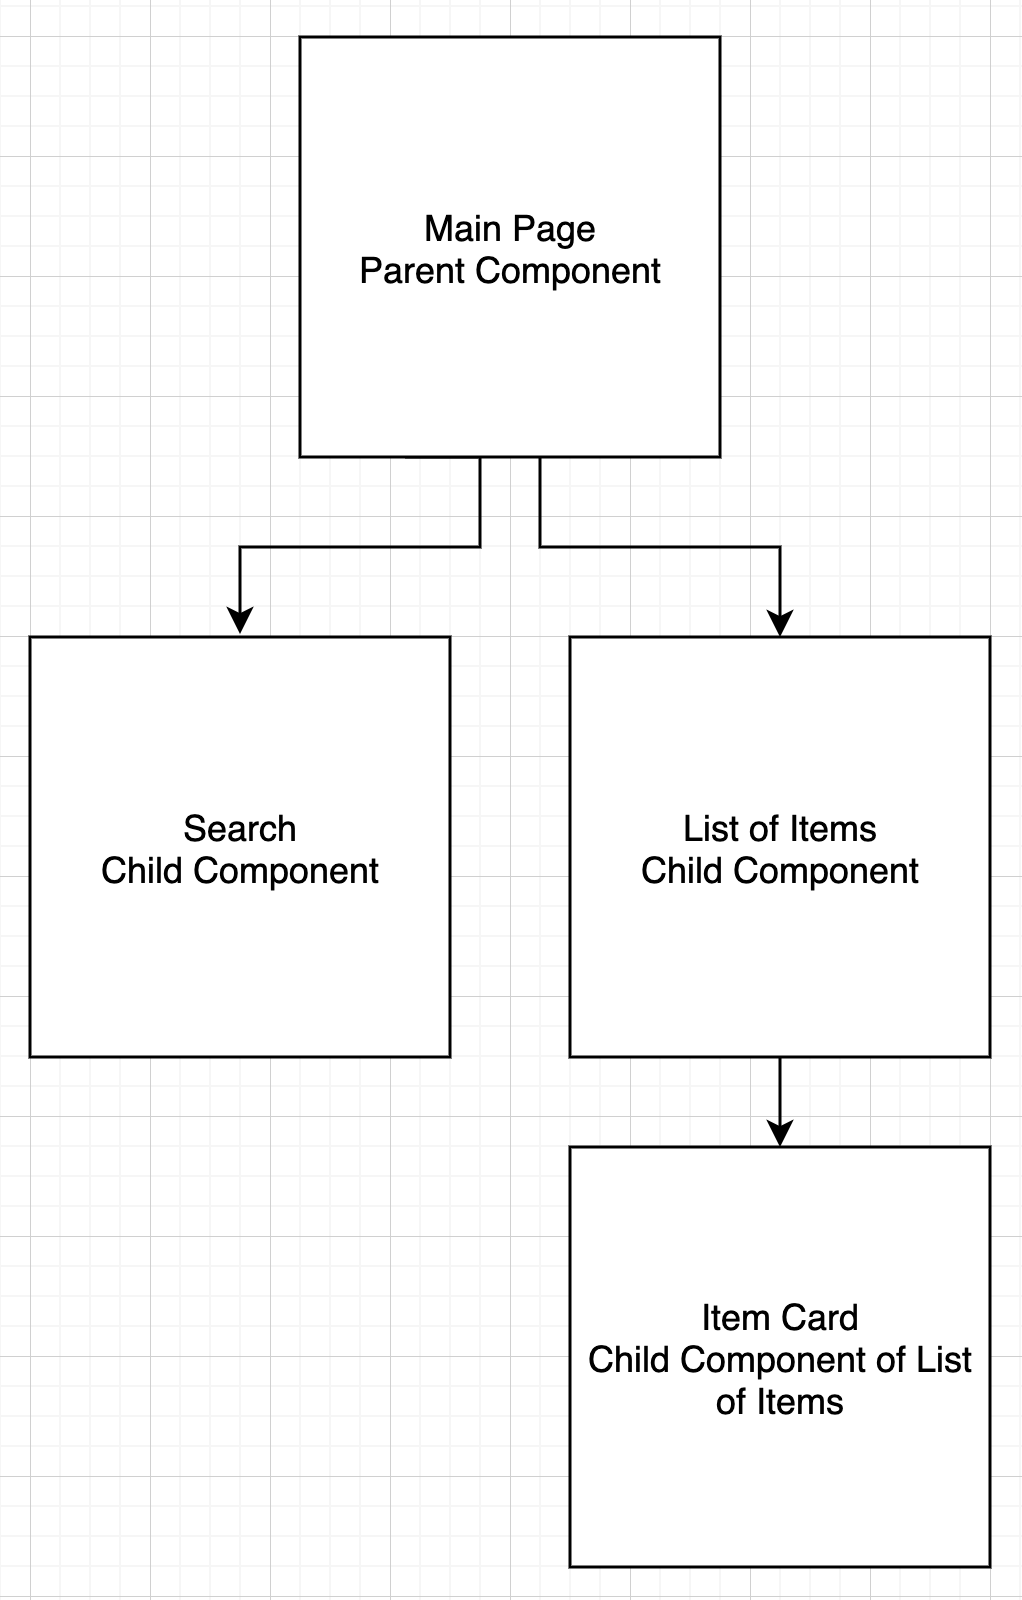 Main Page
Parent Component
Search
Child Component
List of Items
Child Component
Item Card
Child Component of List
of Items